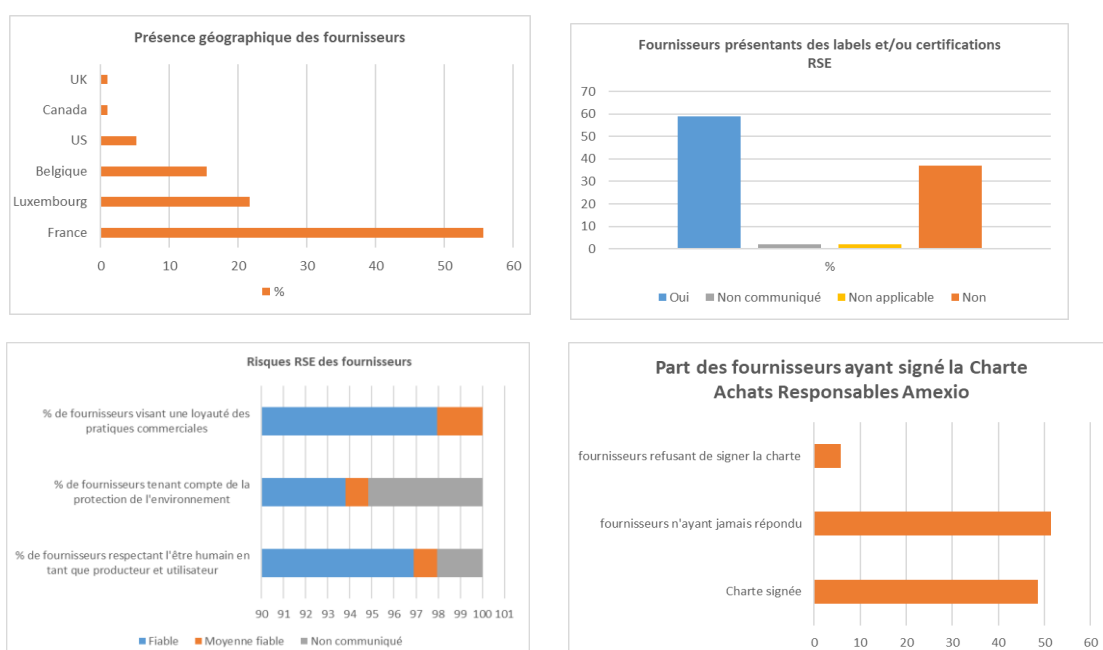 Présence géographique des fournisseurs
UK
Canada
US
Belgique
Luxembourg
France
0 10 20 30 40 50 60
%
Fournisseurs présentants des labels et/ou certifications
RSE
70
60
50
40
30
20
10
0
%
Oui Non communiqué Non applicable Non
Risques RSE des fournisseurs
% de fournisseurs visant une loyauté des
pratiques commerciales
% de fournisseurs tenant compte de la
protection de l'environnement
% de fournisseurs respectant l'être humain en
tant que producteur et utilisateur
90 91 92 93 94 95 96 97 98 99 100 101
Fiable Moyenne fiable Non communiqué
Part des fournisseurs ayant signé la Charte
Achats Responsables Amexio
fournisseurs refusant de signer la charte
fournisseurs n'ayant jamais répondu
Charte signée
0 10 20 30 40 50 60